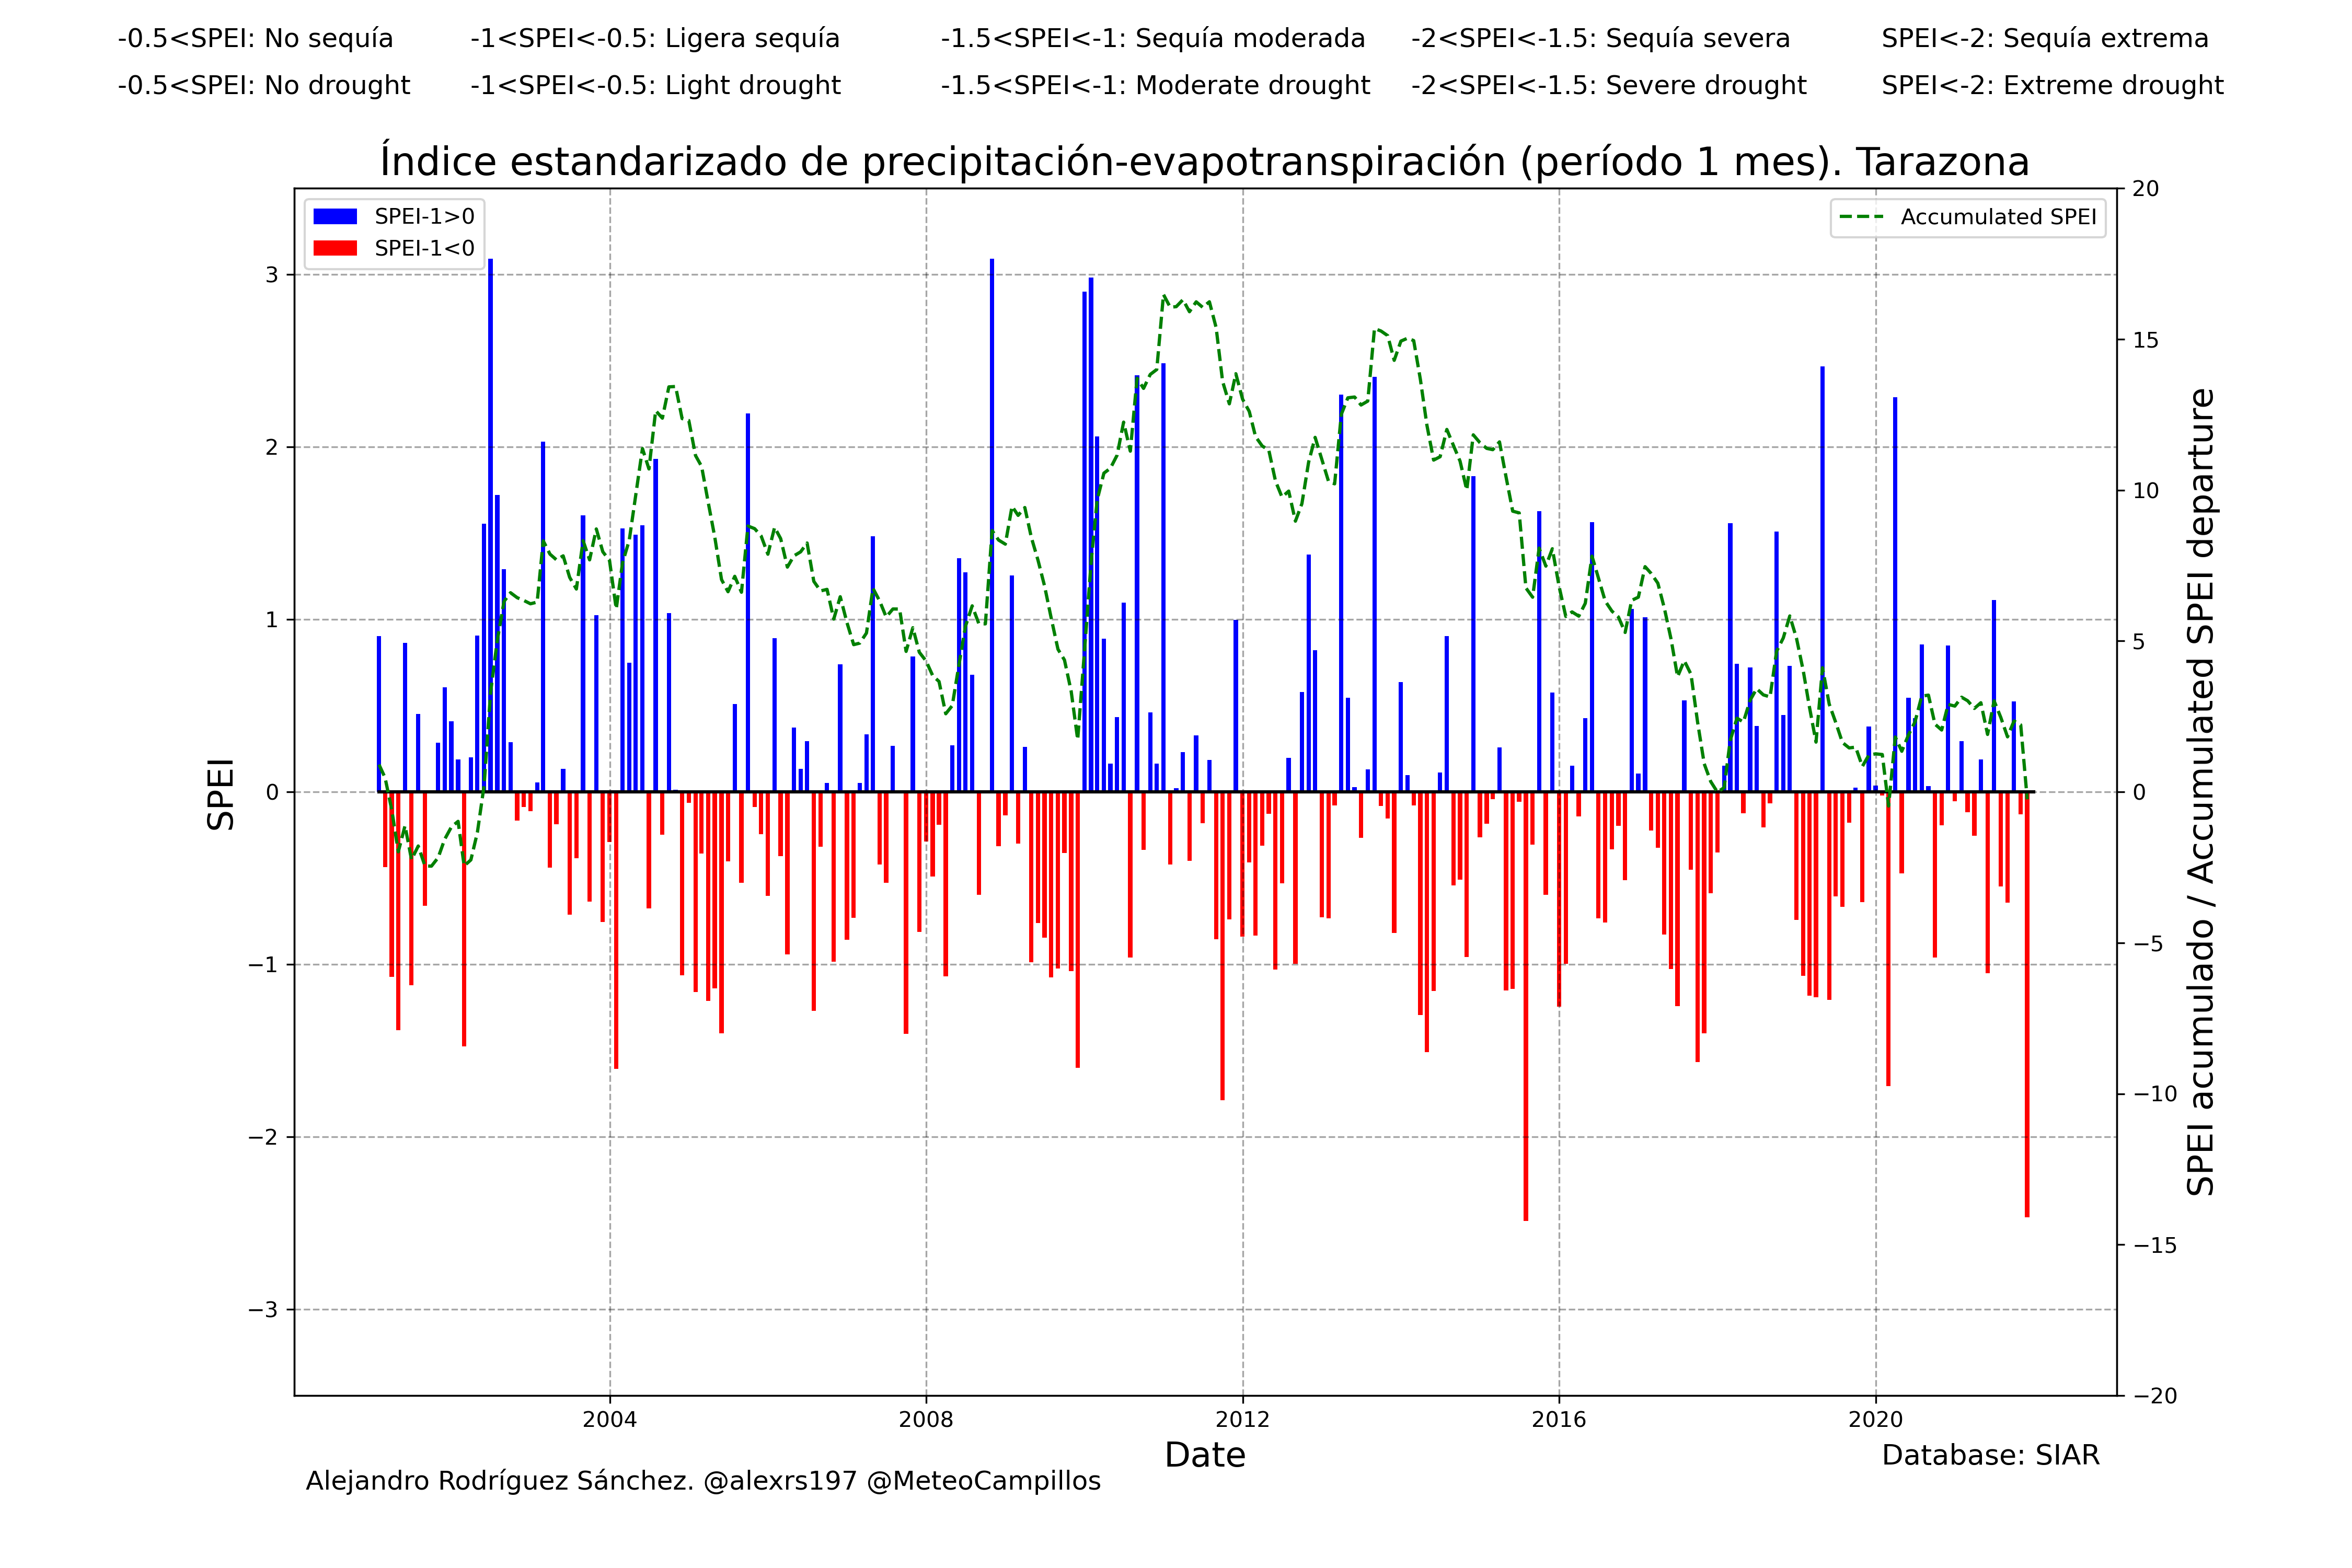 -0.5<SPEI: No sequía -1<SPEI<-0.5: Ligera sequía -1.5<SPEI<-1: Sequía moderada -2<SPEI<-1.5: Sequía severa SPEI<-2: Sequía extrema
-0.5<SPEI: No drought -1<SPEI<-0.5: Light drought -1.5<SPEI<-1: Moderate drought -2<SPEI<-1.5: Severe drought SPEI<-2: Extreme drought
Índice estandarizado de precipitación-evapotranspiración (período 1 mes). Tarazona
SPEI-1>0
SPEI-1<0
Accumulated SPEI
SPEI
3
2
1
0
−1
−2
−3
20
15
10
5
0
−5
−10
−15
−20
SPEI acumulado / Accumulated SPEI departure
2004 2008 2012 2016 2020
Date
Database: SIAR
Alejandro Rodríguez Sánchez. @alexrs197 @MeteoCampillos